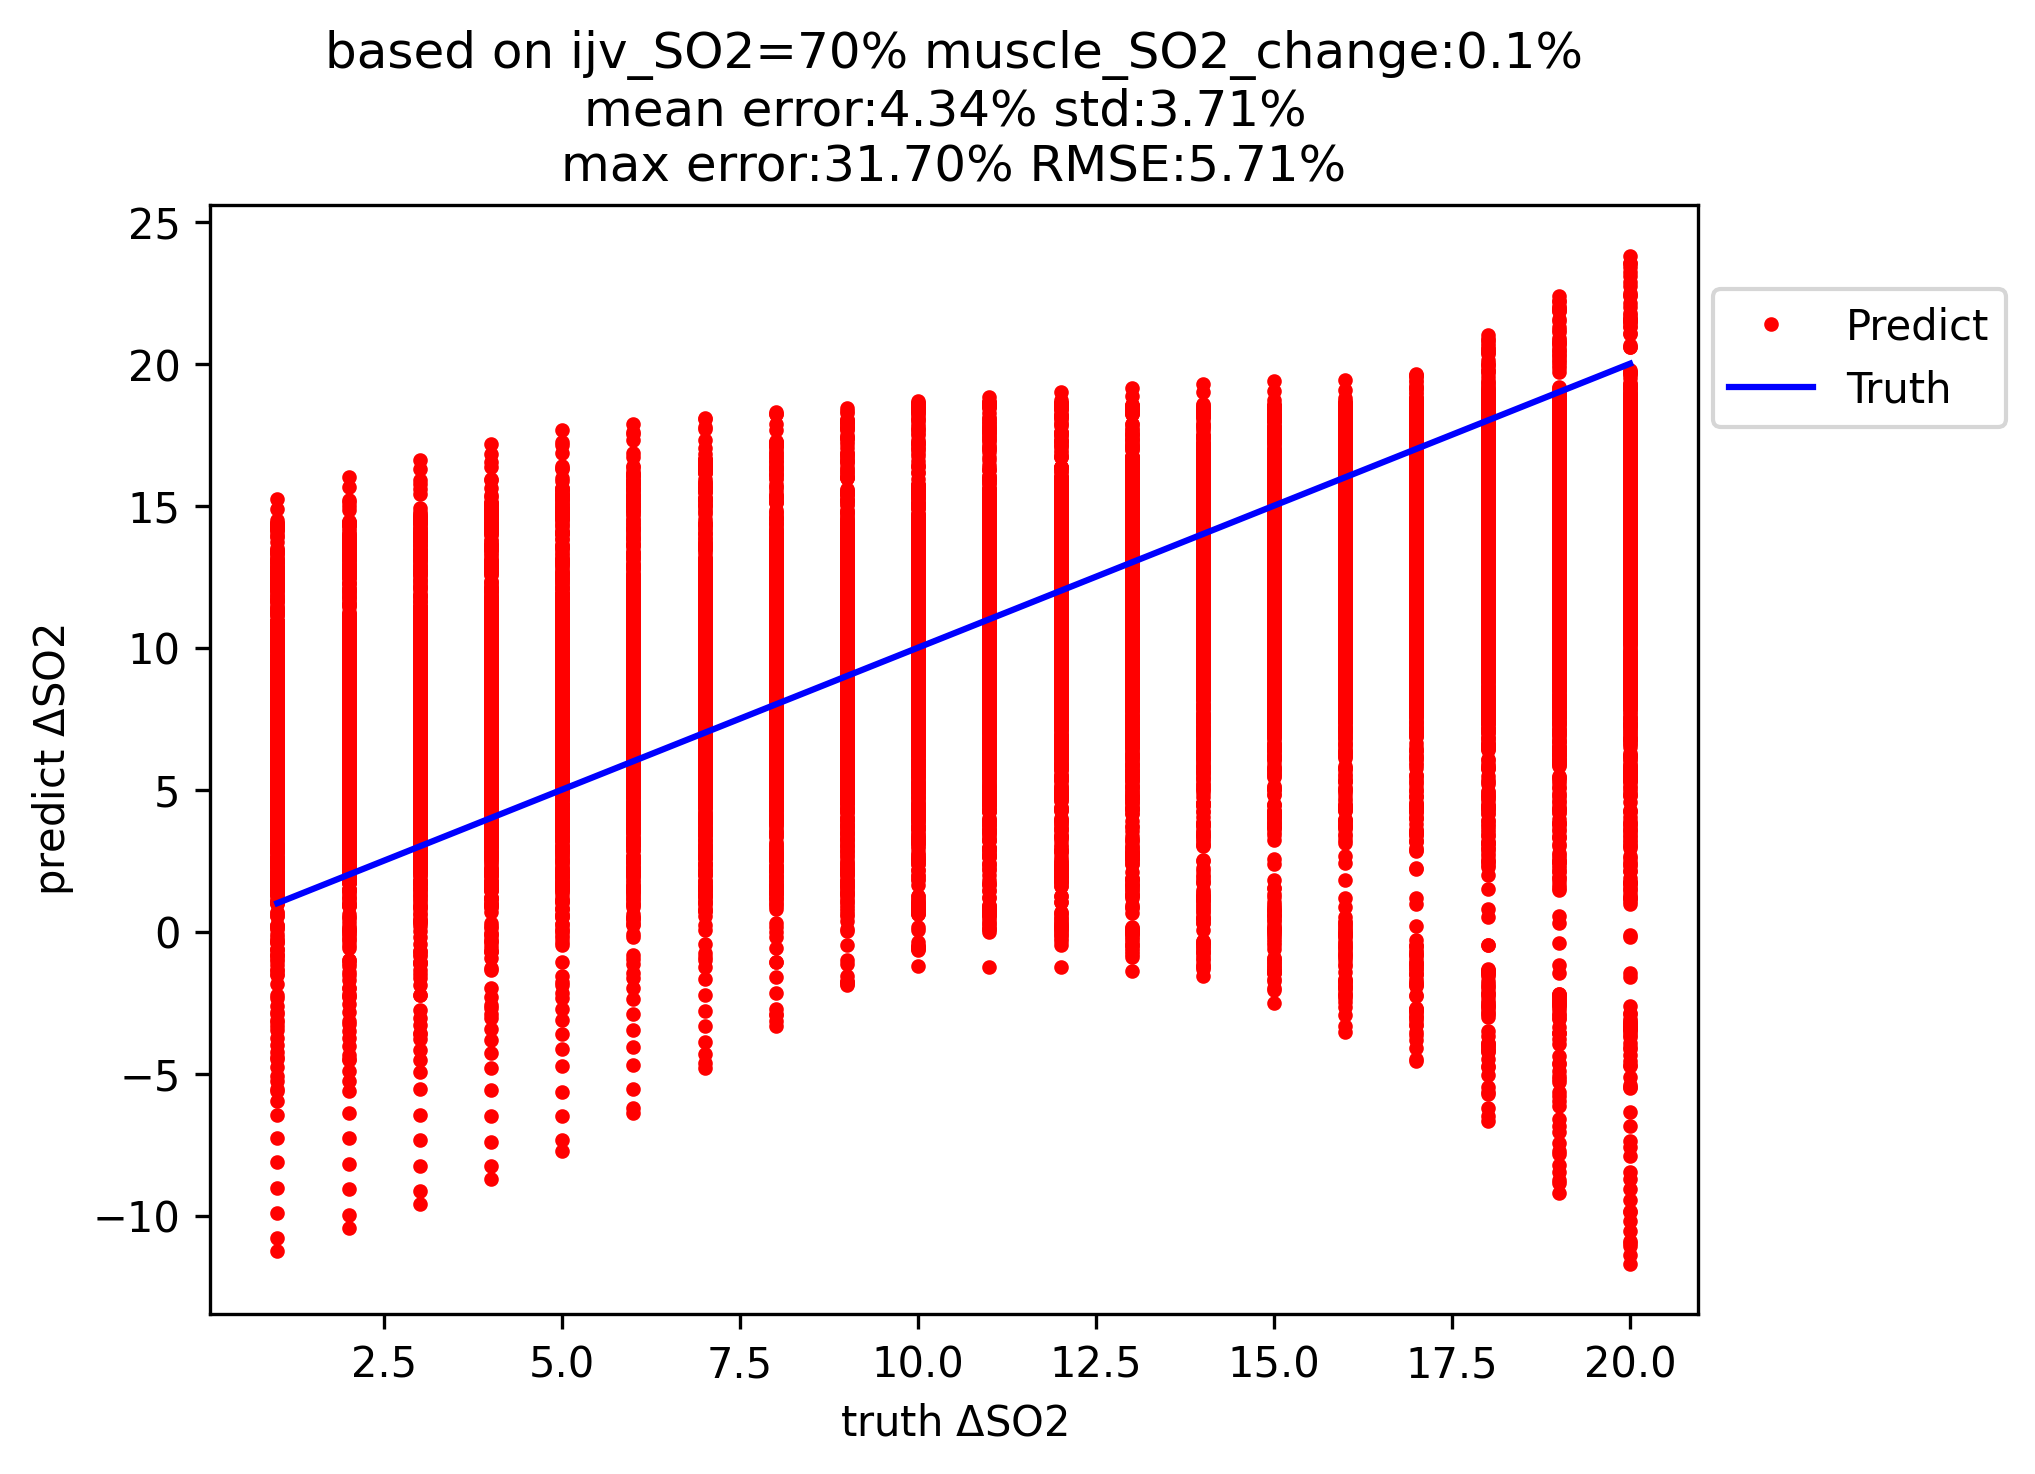 based on ijv_SO2=70% muscle_SO2_change:0.1%
mean error:4.34% std:3.71%
max error:31.70% RMSE:5.71%
25
20
15
10
5
0
−5
−10
predict ΔSO2
Predict
Truth
2.5 5.0 7.5 10.0 12.5 15.0 17.5 20.0
truth ΔSO2